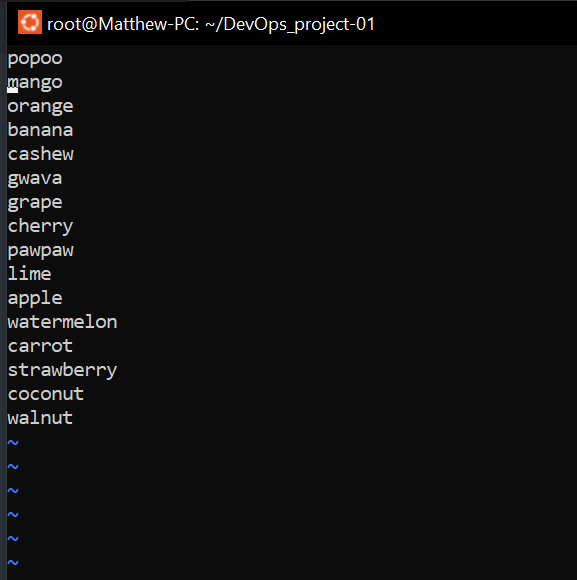 root@Matthew-PC: ~/DevOps_project-01
popoo
mango
orange
banana
cashew
gwava
grape
cherry
pawpaw
lime
apple
watermelon
carrot
strawberry
coconut
walnut
~
~
~
~
~
~